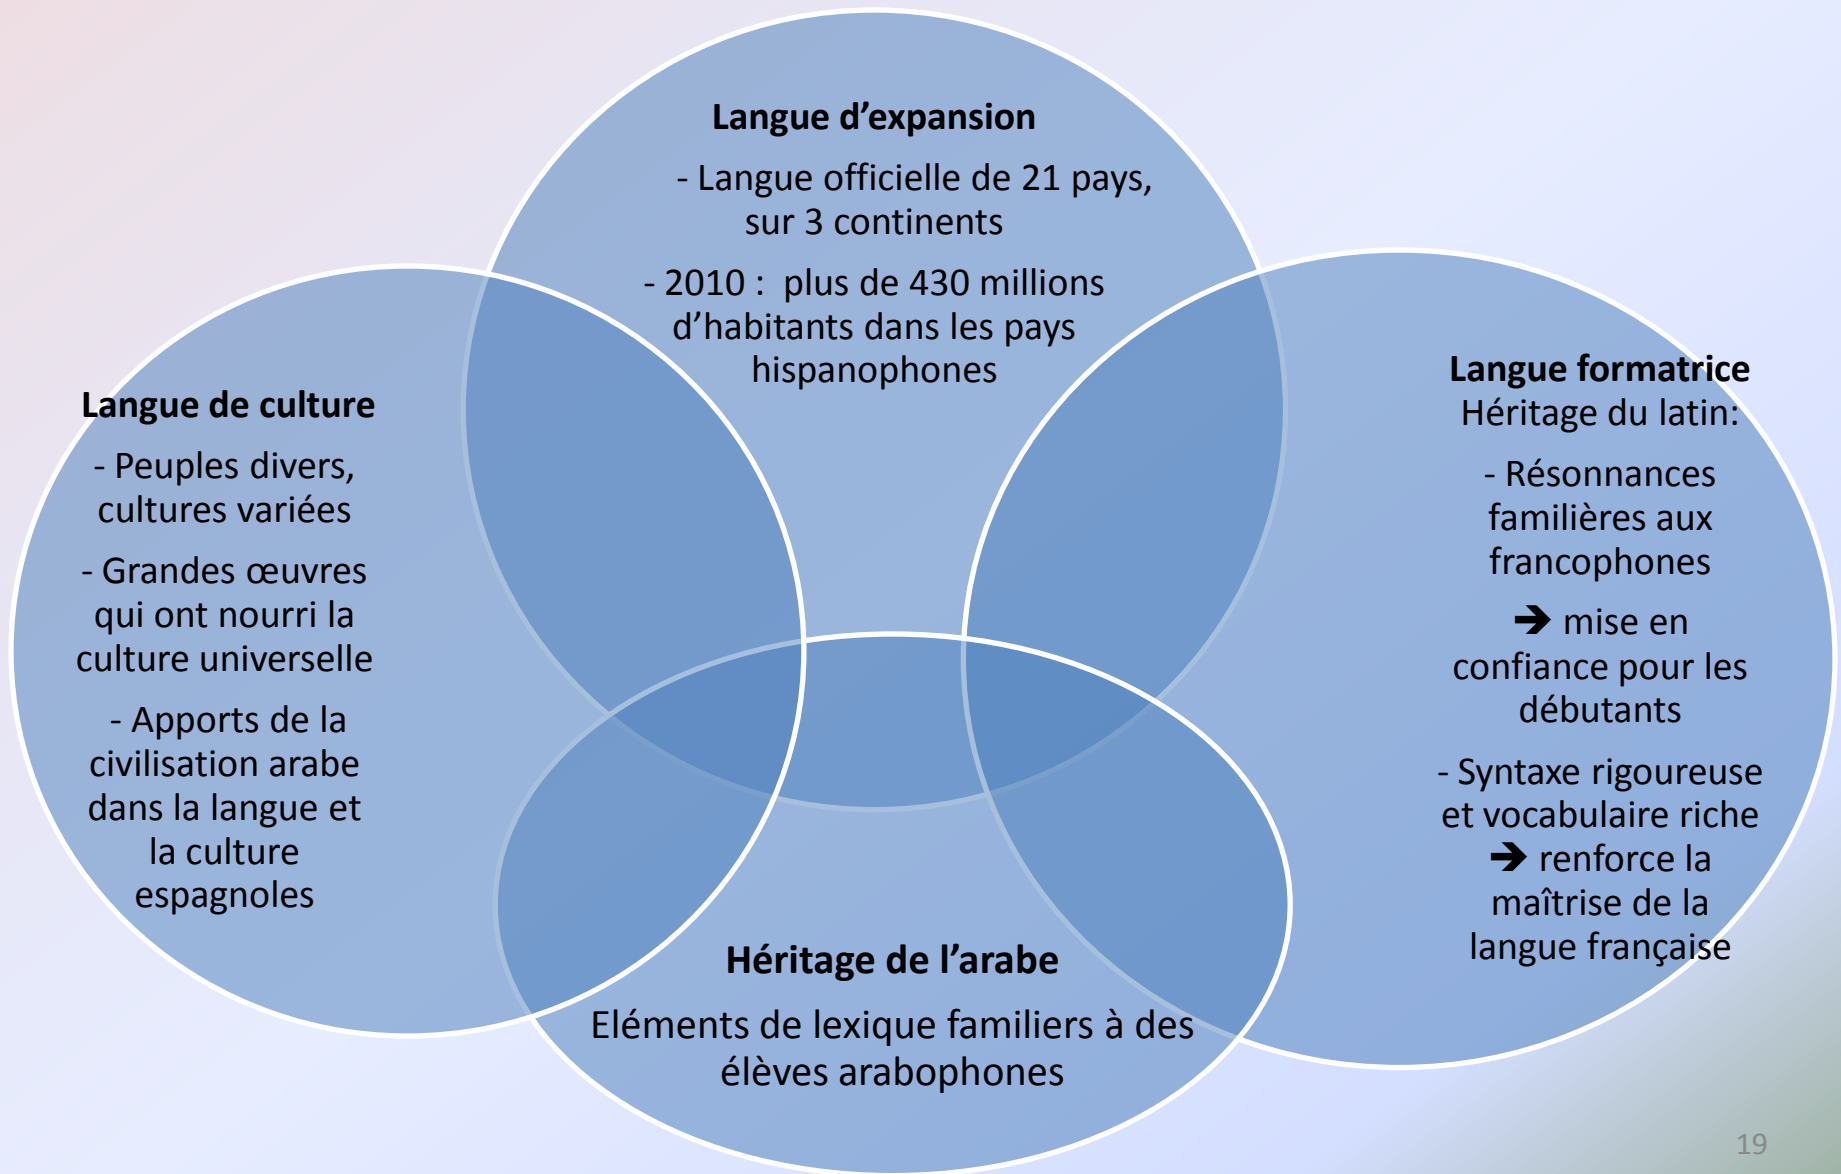 Langue d’expansion
- Langue officielle de 21 pays,
sur 3 continents
- 2010 :  plus de 430 millions
d’habitants dans les pays
hispanophones
Langue de culture
- Peuples divers,
cultures variées
- Grandes œuvres
qui ont nourri la
culture universelle
- Apports de la
civilisation arabe
dans la langue et
la culture
espagnoles
Langue formatrice
Héritage du latin:
- Résonnances
familières aux
francophones
➔ mise en
confiance pour les
débutants
- Syntaxe rigoureuse
et vocabulaire riche
➔ renforce la
maîtrise de la
langue française
Héritage de l’arabe
Eléments de lexique familiers à des
élèves arabophones
19